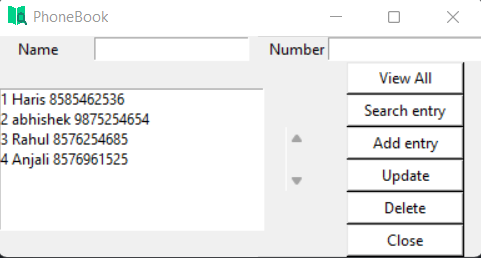 PhoneBook
Name Number
View All
1 Haris 8585462536
2 abhishek 9875254654
3 Rahul 8576254685
4 Anjali 8576961525
Search entry
Add entry
Update
Delete
Close